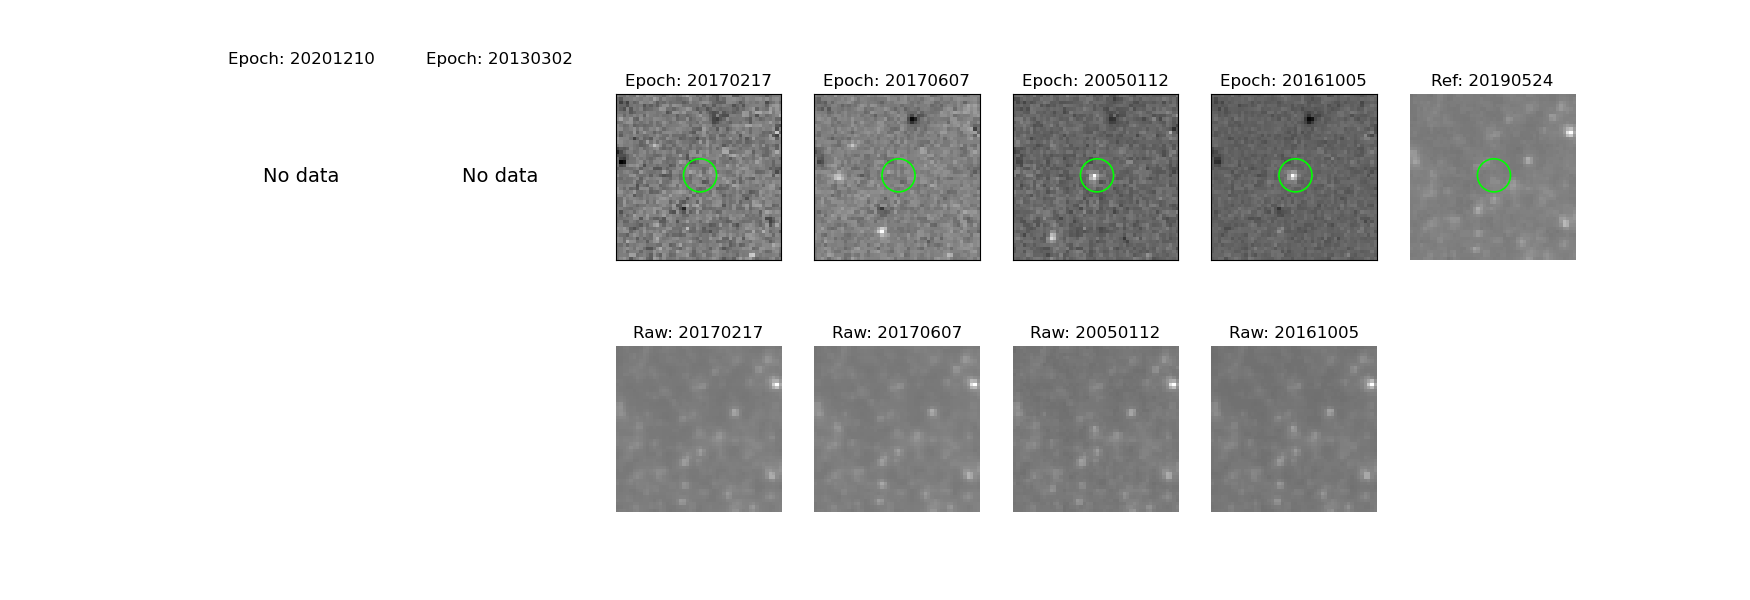 Epoch: 20201210
Epoch: 20130302
Epoch: 20170217
Epoch: 20170607
Epoch: 20050112
Epoch: 20161005
Ref: 20190524
No data
No data
Raw: 20170217
Raw: 20170607
Raw: 20050112
Raw: 20161005